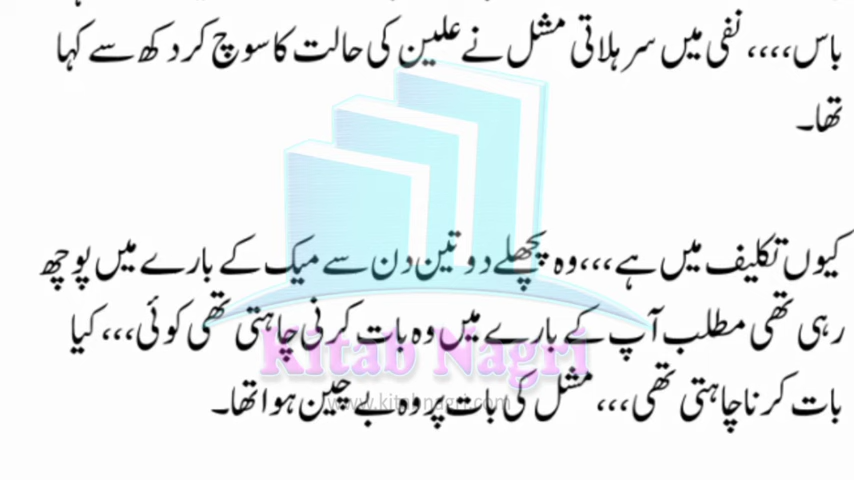 باس،،،، نفی میں سر ہلاتی مشل نے علین کی حالت کا سوچ کر دکھ سے کہا
تھا۔
کیوں تکلیف میں ہے،،،وہ پچھلے دو تین دن سے میک کے بارے میں پوچھ
رہی تھی مطلب آپ کے بارے میں وہ بات کرنی چاہتی تھی کوئی،،، کیا
Kitab Nagri
بات کرنا چاہتی تھی،،، مشل کی بات پر وہ بے چین ہوا تھا۔
www.kitabnagri.com